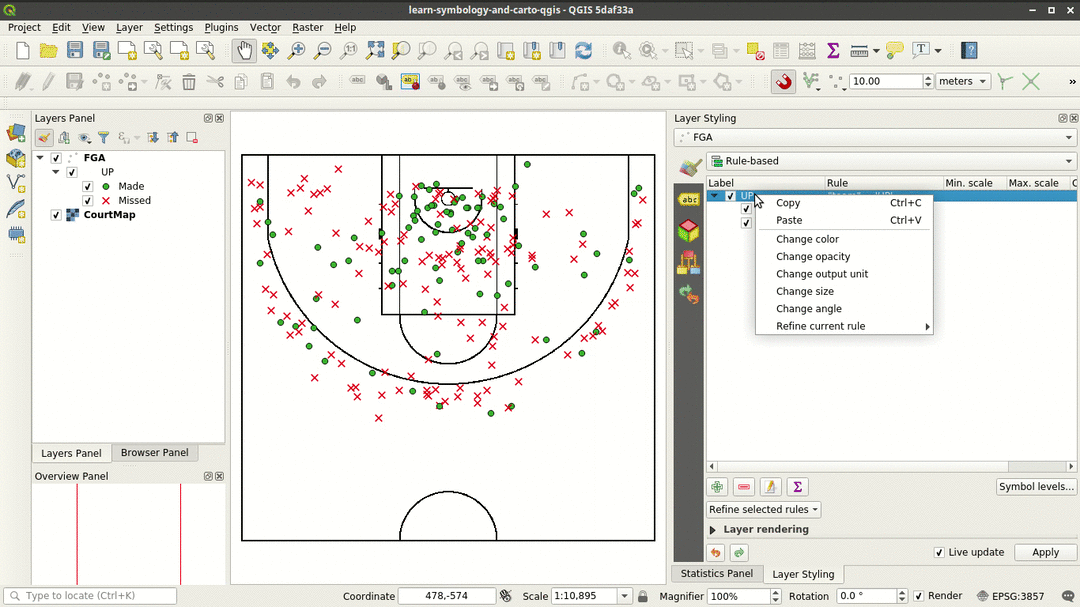 learn-symbology-and-carto-qgis - QGIS 5daf33a
Project Edit View Layer Settings Plugins Vector Raster Help
1:1
abc
10.00 meters
»
Layers Panel
FGA
UP
Made
Missed
CourtMap
Layers Panel Browser Panel
Overview Panel
Layer Styling
FGA
Rule-based
abc
Label Rule Min. scale Max. scale C
UP
Copy Ctrl+C
Paste Ctrl+V
Change color
Change opacity
Change output unit
Change size
Change angle
Refine current rule
Symbol levels...
Refine selected rules
Layer rendering
Live update Apply
Statistics Panel Layer Styling
Type to locate (Ctrl+K) Coordinate 478,-574 Scale 1:10,895 Magnifier 100% Rotation 0.0 ° Render EPSG:3857